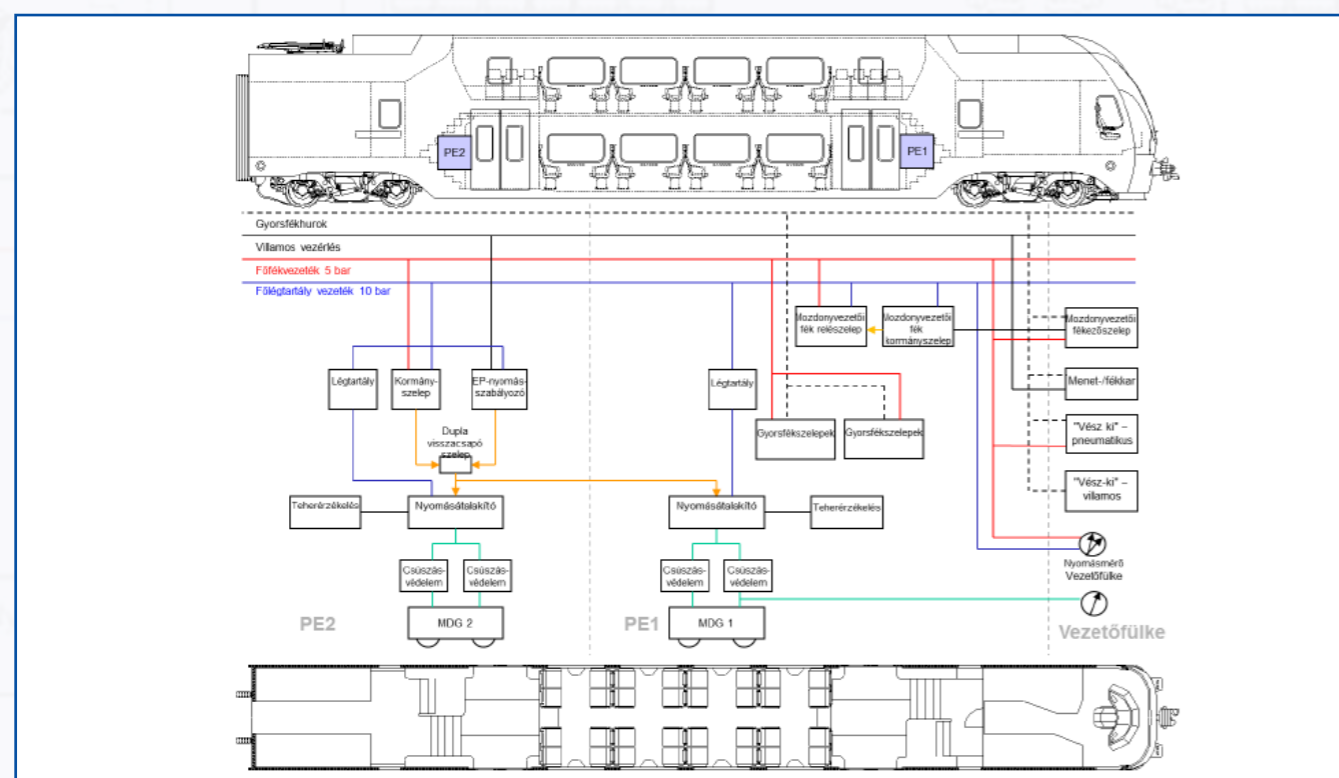 PE2
PE1
Gyorsfékhurok
Villamos vezérlés
Főfékvezeték 5 bar
Főlégtartály vezeték 10 bar
Mozdonyvezetői
fék relészelep
Mozdonyvezetői
fék
kormányszelep
Mozdonyvezetői
fékezőszelep
Légtartály
Kormány-
szelep
EP-nyomás-
szabályozó
Légtartály
Menet-/fékkar
Gyorsfékszelepek
Gyorsfékszelepek
"Vész ki" –
pneumatikus
Dupla
visszacsapó
szelep
"Vész-ki" –
villamos
Teherérzékelés
Nyomásátalakító
Nyomásátalakító
Teherérzékelés
Nyomásmérő
Vezetőfülke
Csúszás-
védelem
Csúszás-
védelem
Csúszás-
védelem
Csúszás-
védelem
PE2
MDG 2
PE1
MDG 1
Vezetőfülke